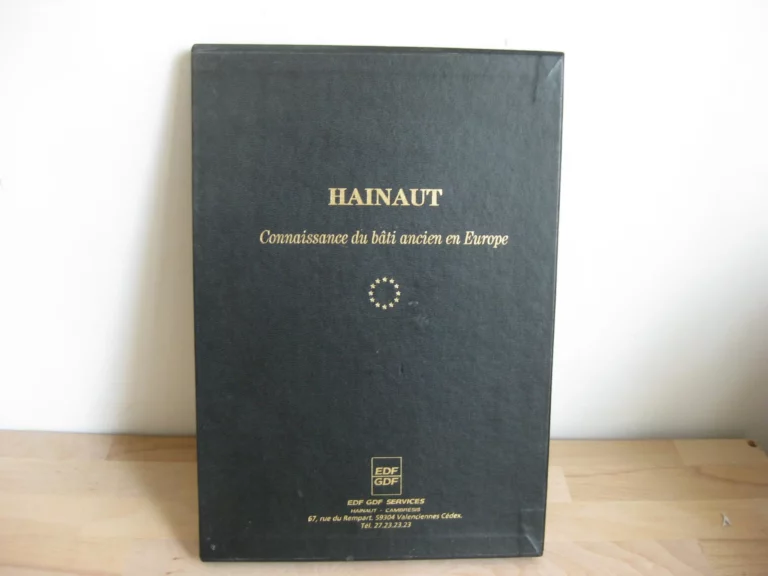 HAINAUT
Connaissance du bâti ancien en Europe
EDF
GDF
EDF GDF SERVICES
HAINAUT - CAMBRESIS
67, rue du Rempart. 59304 Valenciennes Cédex.
Tél. 27.23.23.23